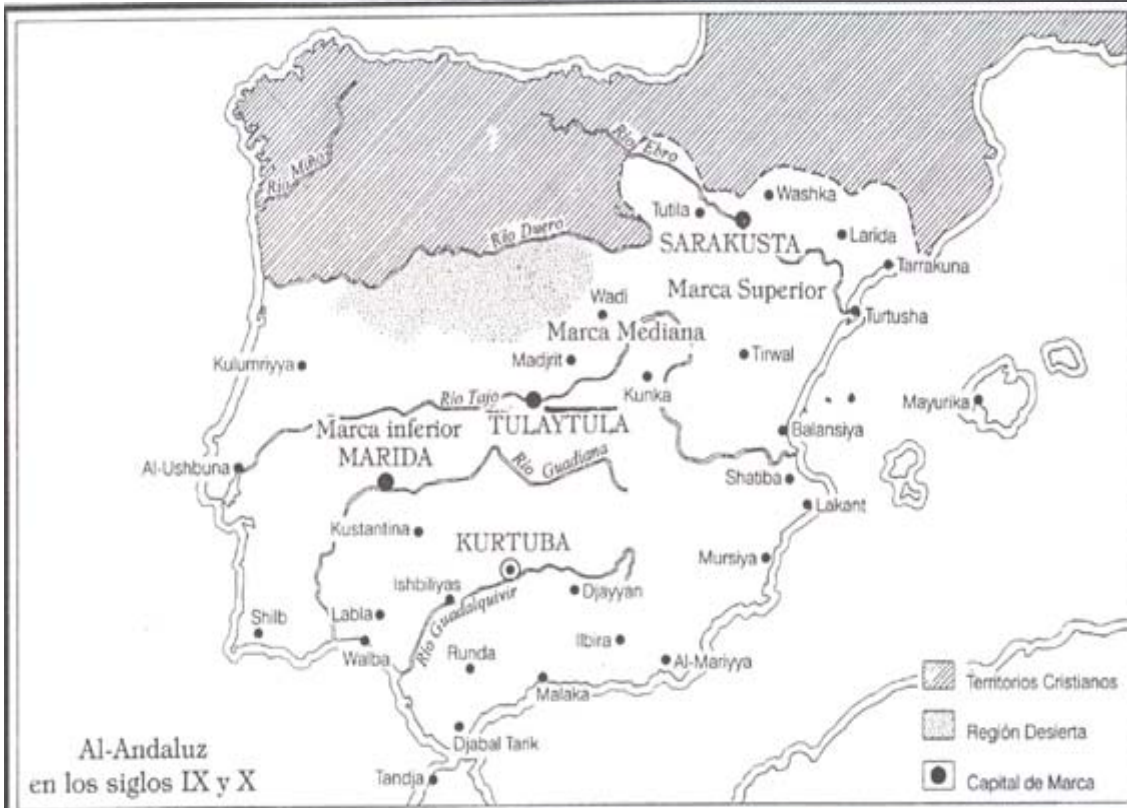 Río Miño
Río Ebro
Washka
Tutila
SARAKUSTA
Larida
Río Duero
Tarrakuna
Marca Superior
Wadi
Turtusha
Marca Mediana
Madjrit
Tirwal
Kulumriyya
Kunka
Río Tajo
Mayurika
TULAYTULA
Marca inferior
Balansiya
MARIDA
Río Guadiana
Al-Ushbuna
Shatiba
Lakant
Kustantina
KURTUBA
Mursiya
Ishbiliyas
Djayyan
Río Guadalquivir
Labla
Shilb
Ilbira
Walba
Runda
Al-Mariyya
Malaka
Territorios Cristianos
Djabal Tarik
Región Desierta
Tandja
Capital de Marca
Al-Andaluz
en los siglos IX y X